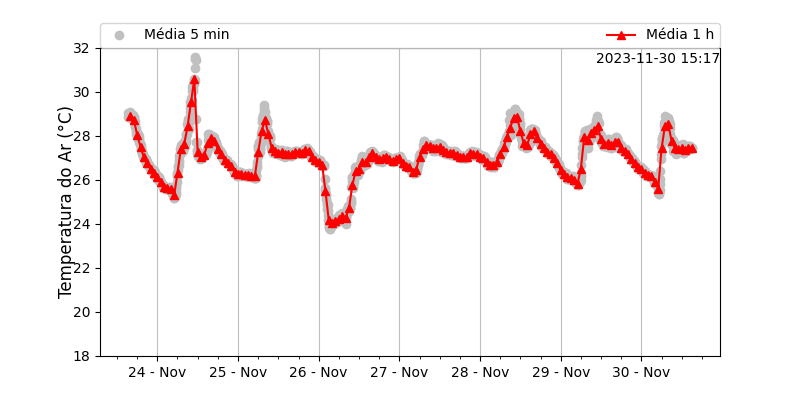 Média 5 min
Média 1 h
2023-11-30 15:17
Temperatura do Ar (°C)
32
30
28
26
24
22
20
18
24 - Nov
25 - Nov
26 - Nov
27 - Nov
28 - Nov
29 - Nov
30 - Nov